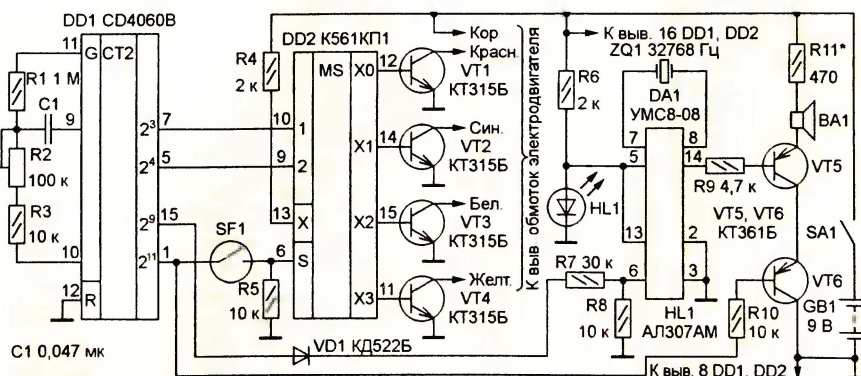 DD1 CD4060B
11
G
CT2
R1 1 М
C1
9
R2
100 к
R3
10 к
10
12
R
C1 0,047 мк
2³
7
2⁴
5
2⁹
15
2¹¹
1
R4
2 к
DD2 К561КП1
MS
10
1
9
2
13
X
SF1
6
S
R5
10 к
VD1 КД522Б
X0
12
X1
14
X2
15
X3
11
Кор
Красн.
VT1
КТ315Б
Син.
VT2
КТ315Б
Бел.
VT3
КТ315Б
Желт.
VT4
КТ315Б
К выв. обмоток электродвигателя
К выв. 16 DD1, DD2
ZQ1 32768 Гц
R6
2 к
DA1
УМС8-08
7
8
5
14
13
2
6
3
HL1
R7 30 к
R8
10 к
HL1
АЛ307АМ
R9 4,7 к
R11*
470
BA1
VT5
VT5, VT6
КТ361Б
VT6
R10
10 к
SA1
GB1
9 В
К выв. 8 DD1, DD2